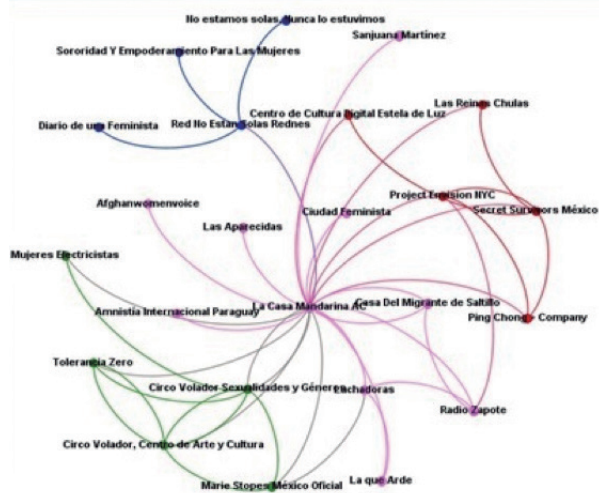 No estamos solas, Nunca lo estuvimos
Sanjuana Martínez
Sororidad Y Empoderamiento Para Las Mujeres
Las Reinas Chulas
Centro de Cultura Digital Estela de Luz
Diario de una Feminista
Red No Estan Solas Rednes
Project Envision NYC
Afghanwomenvoice
Ciudad Feminista
Secret Survivors México
Las Aparecidas
Mujeres Electricistas
La Casa Mandarina AC
Casa Del Migrante de Saltillo
Amnistía Internacional Paraguay
Ping Chong + Company
Tolerancia Zero
Circo Volador-Sexualidades y Géneros
Luchadoras
Radio Zapote
Circo Volador, Centro de Arte y Cultura
Marie Stopes México Oficial
La que Arde